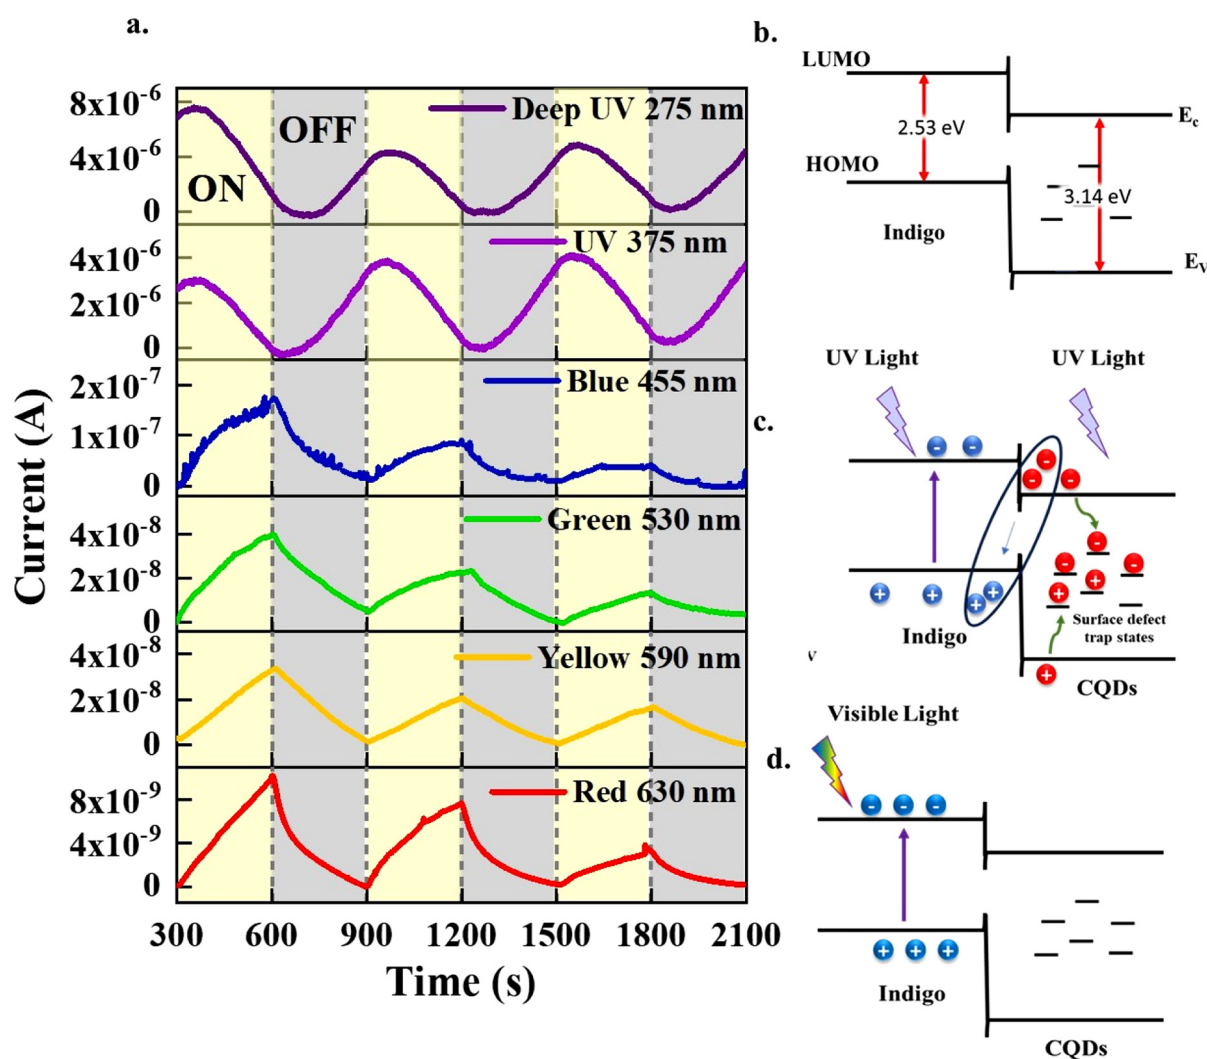 a.
8x10-6
4x10-6
0
ON
OFF
Deep UV 275 nm
4x10-6
2x10-6
0
UV 375 nm
2x10-7
1x10-7
0
Blue 455 nm
4x10-8
2x10-8
0
Green 530 nm
4x10-8
2x10-8
0
Yellow 590 nm
8x10-9
4x10-9
0
Red 630 nm
Current (A)
300 600 900 1200 1500 1800 2100
Time (s)
b.
LUMO
2.53 eV
HOMO
Indigo
Ec
3.14 eV
EV
c.
UV Light
UV Light
- -
-
- -
-
- -
+ +
+ + + +
Surface defect
trap states
Indigo
+
CQDs
v
d.
Visible Light
- - -
+ + +
Indigo
CQDs